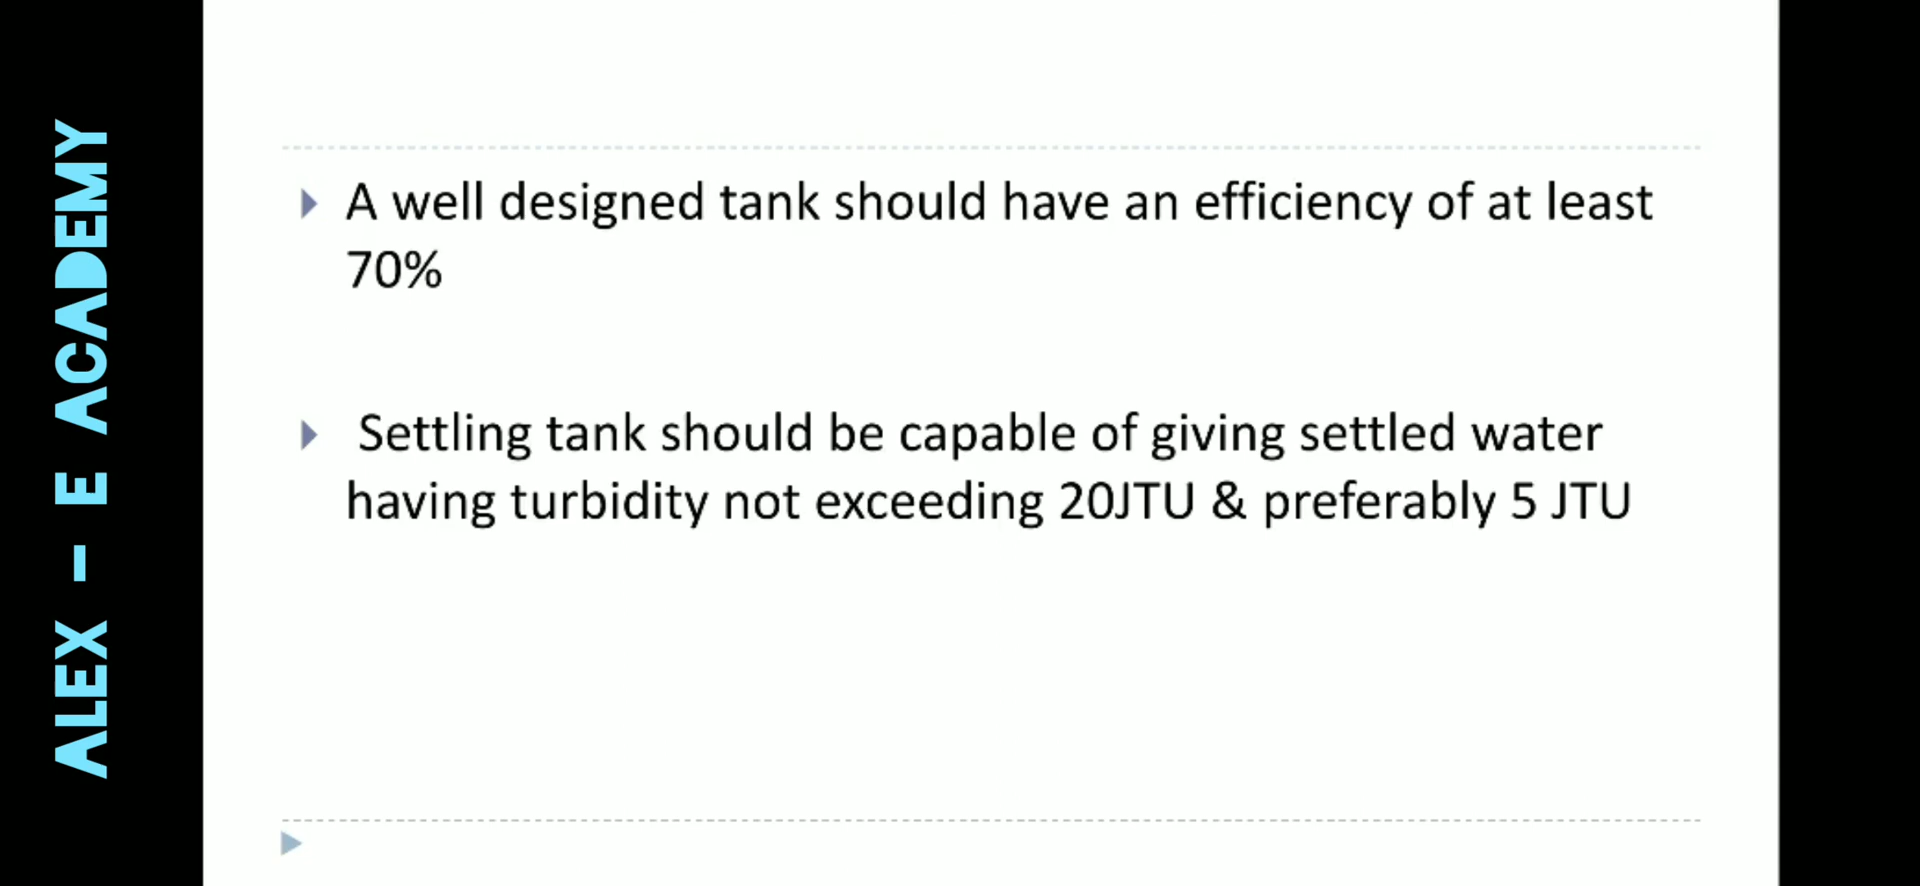 ALEX - E ACADEMY
A well designed tank should have an efficiency of at least
70%
Settling tank should be capable of giving settled water
having turbidity not exceeding 20JTU & preferably 5 JTU